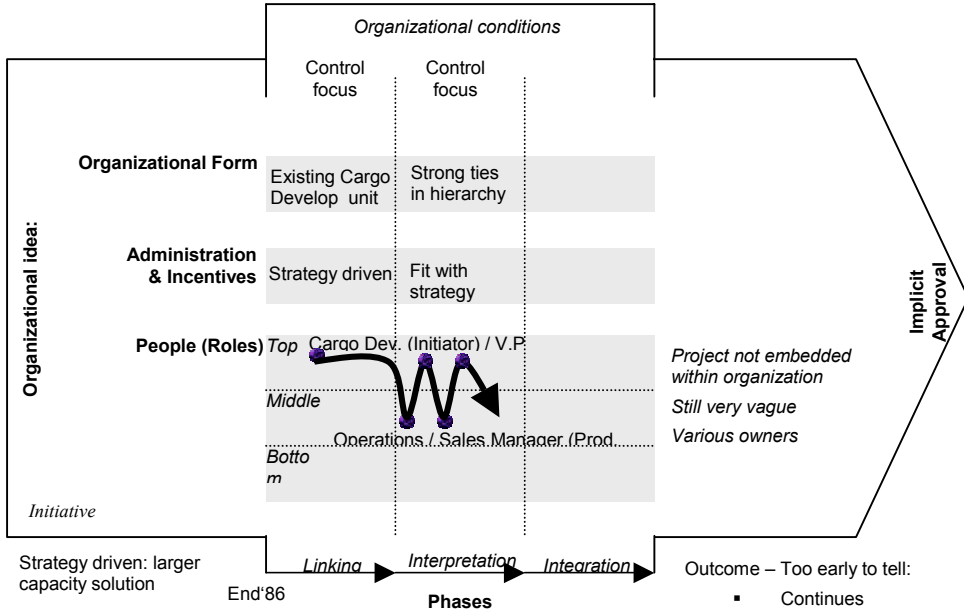 Organizational conditions
Control
focus
Control
focus
Organizational Form
Existing Cargo
Develop unit
Strong ties
in hierarchy
Organizational idea:
Administration
& Incentives
Strategy driven
Fit with
strategy
Implicit
Approval
People (Roles)
Top
Cargo Dev. (Initiator) / V.P
Middle
Operations / Sales Manager (Prod.
Botto
m
Project not embedded
within organization
Still very vague
Various owners
Initiative
Strategy driven: larger
capacity solution
End‘86
Linking
Interpretation
Integration
Phases
Outcome – Too early to tell:
▪ Continues